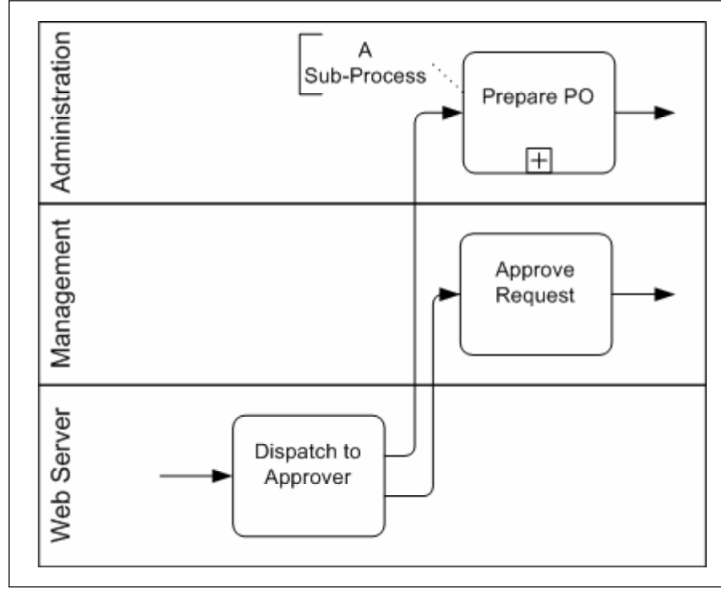 Administration
A
Sub-Process
Prepare PO
Management
Approve
Request
Web Server
Dispatch to
Approver